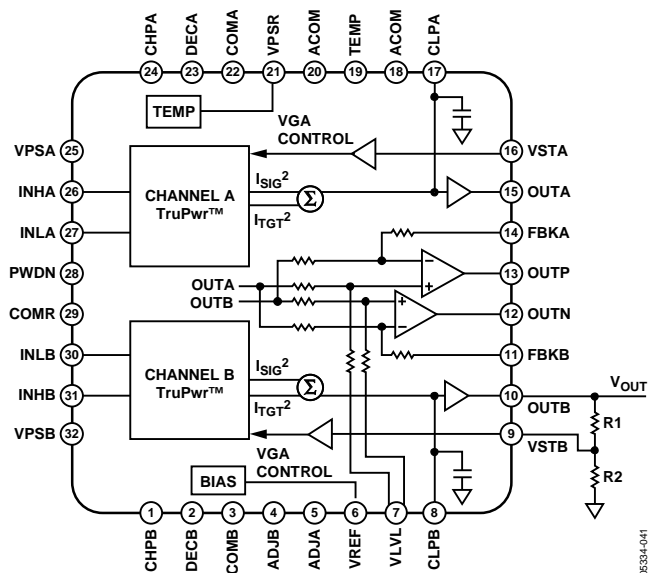 CHPA
DECA
COMA
VPSR
ACOM
TEMP
ACOM
CLPA
24
23
22
21
20
19
18
17
TEMP
VGA
CONTROL
VPSA 25
16 VSTA
INHA 26
CHANNEL A
TruPwr™
ISIG2
ITGT2
Σ
15 OUTA
INLA 27
14 FBKA
PWDN 28
OUTA
OUTB
−
+
13 OUTP
COMR 29
+
−
12 OUTN
INLB 30
11 FBKB
CHANNEL B
TruPwr™
ISIG2
ITGT2
Σ
INHB 31
10 OUTB
VOUT
R1
VPSB 32
9 VSTB
VGA
CONTROL
R2
BIAS
1
2
3
4
5
6
7
8
CHPB
DECB
COMB
ADJB
ADJA
VREF
VLVL
CLPB
05334-041